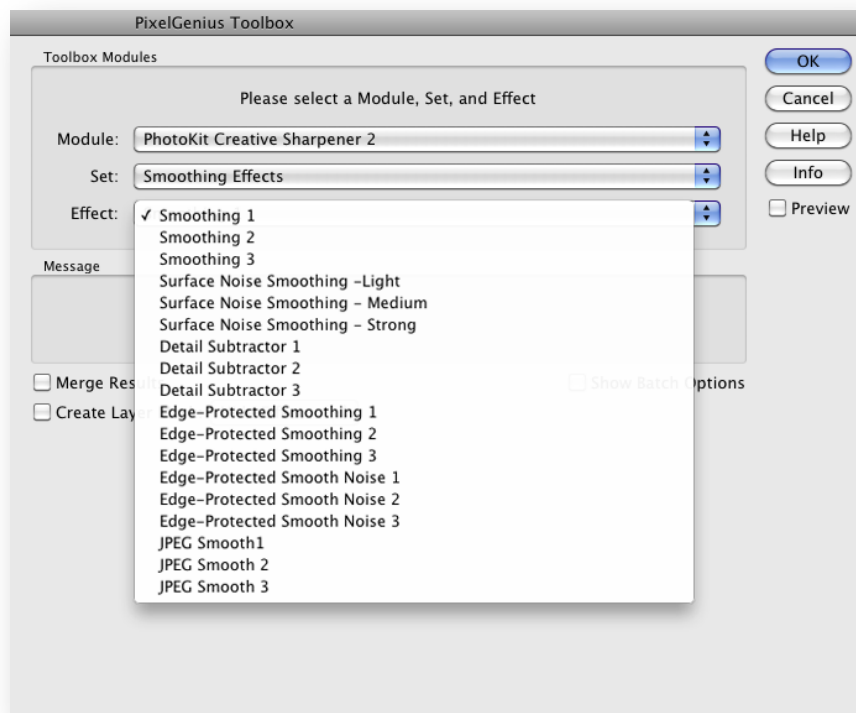 PixelGenius Toolbox
Toolbox Modules
Please select a Module, Set, and Effect
Module: PhotoKit Creative Sharpener 2
Set: Smoothing Effects
Effect: ✓ Smoothing 1
Smoothing 2
Smoothing 3
Surface Noise Smoothing –Light
Surface Noise Smoothing – Medium
Surface Noise Smoothing – Strong
Detail Subtractor 1
Detail Subtractor 2
Detail Subtractor 3
Edge–Protected Smoothing 1
Edge–Protected Smoothing 2
Edge–Protected Smoothing 3
Edge–Protected Smooth Noise 1
Edge–Protected Smooth Noise 2
Edge–Protected Smooth Noise 3
JPEG Smooth1
JPEG Smooth 2
JPEG Smooth 3
Message
Merge Results
Show Batch Options
Create Lay
OK
Cancel
Help
Info
Preview